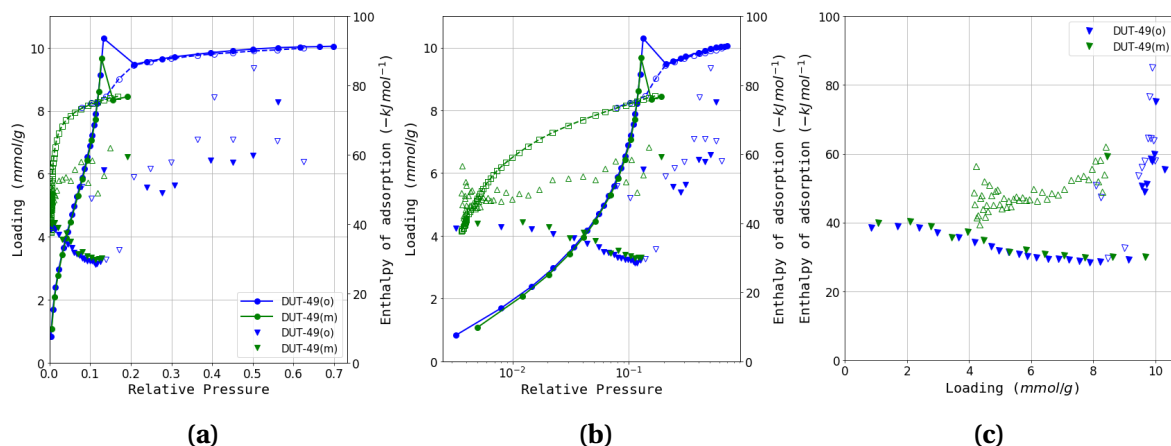 12
10
8
6
4
2
0
Loading (mmol/g)
100
80
60
40
20
0
Enthalpy of adsorption (−kJ/mol⁻¹)
0.0 0.1 0.2 0.3 0.4 0.5 0.6 0.7
Relative Pressure
DUT-49(o)
DUT-49(m)
DUT-49(o)
DUT-49(m)
(a)
10
8
6
4
2
0
Loading (mmol/g)
100
80
60
40
20
0
Enthalpy of adsorption (−kJ/mol⁻¹)
10⁻² 10⁻¹
Relative Pressure
(b)
100
80
60
40
20
0
Enthalpy of adsorption (−kJ/mol⁻¹)
0 2 4 6 8 10
Loading (mmol/g)
DUT-49(o)
DUT-49(m)
(c)